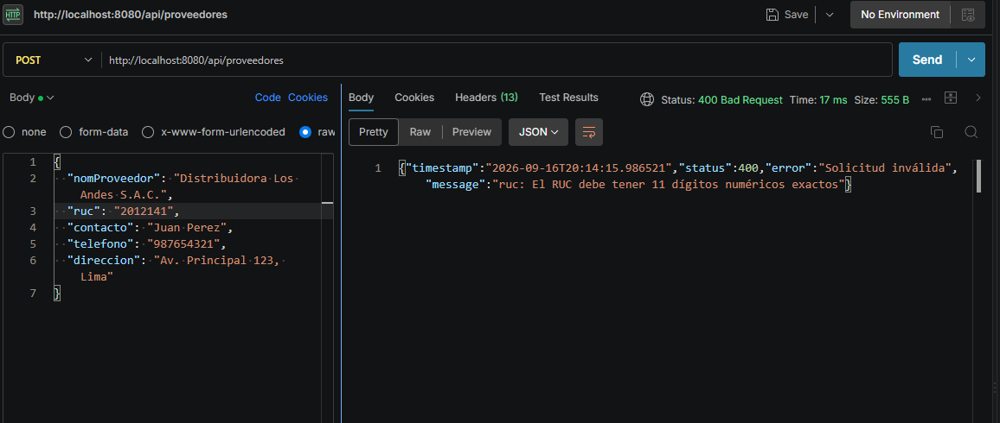 HTTP http://localhost:8080/api/proveedores
Save
No Environment
POST
http://localhost:8080/api/proveedores
Send
Body
Code Cookies
none form-data x-www-form-urlencoded raw
1 {
2 "nomProveedor": "Distribuidora Los
Andes S.A.C.",
3 "ruc": "2012141",
4 "contacto": "Juan Perez",
5 "telefono": "987654321",
6 "direccion": "Av. Principal 123,
Lima"
7 }
Body Cookies Headers (13) Test Results
Status: 400 Bad Request Time: 17 ms Size: 555 B
Pretty Raw Preview JSON
1 {"timestamp":"2026-09-16T20:14:15.986521","status":400,"error":"Solicitud inválida",
"message":"ruc: El RUC debe tener 11 dígitos numéricos exactos"}